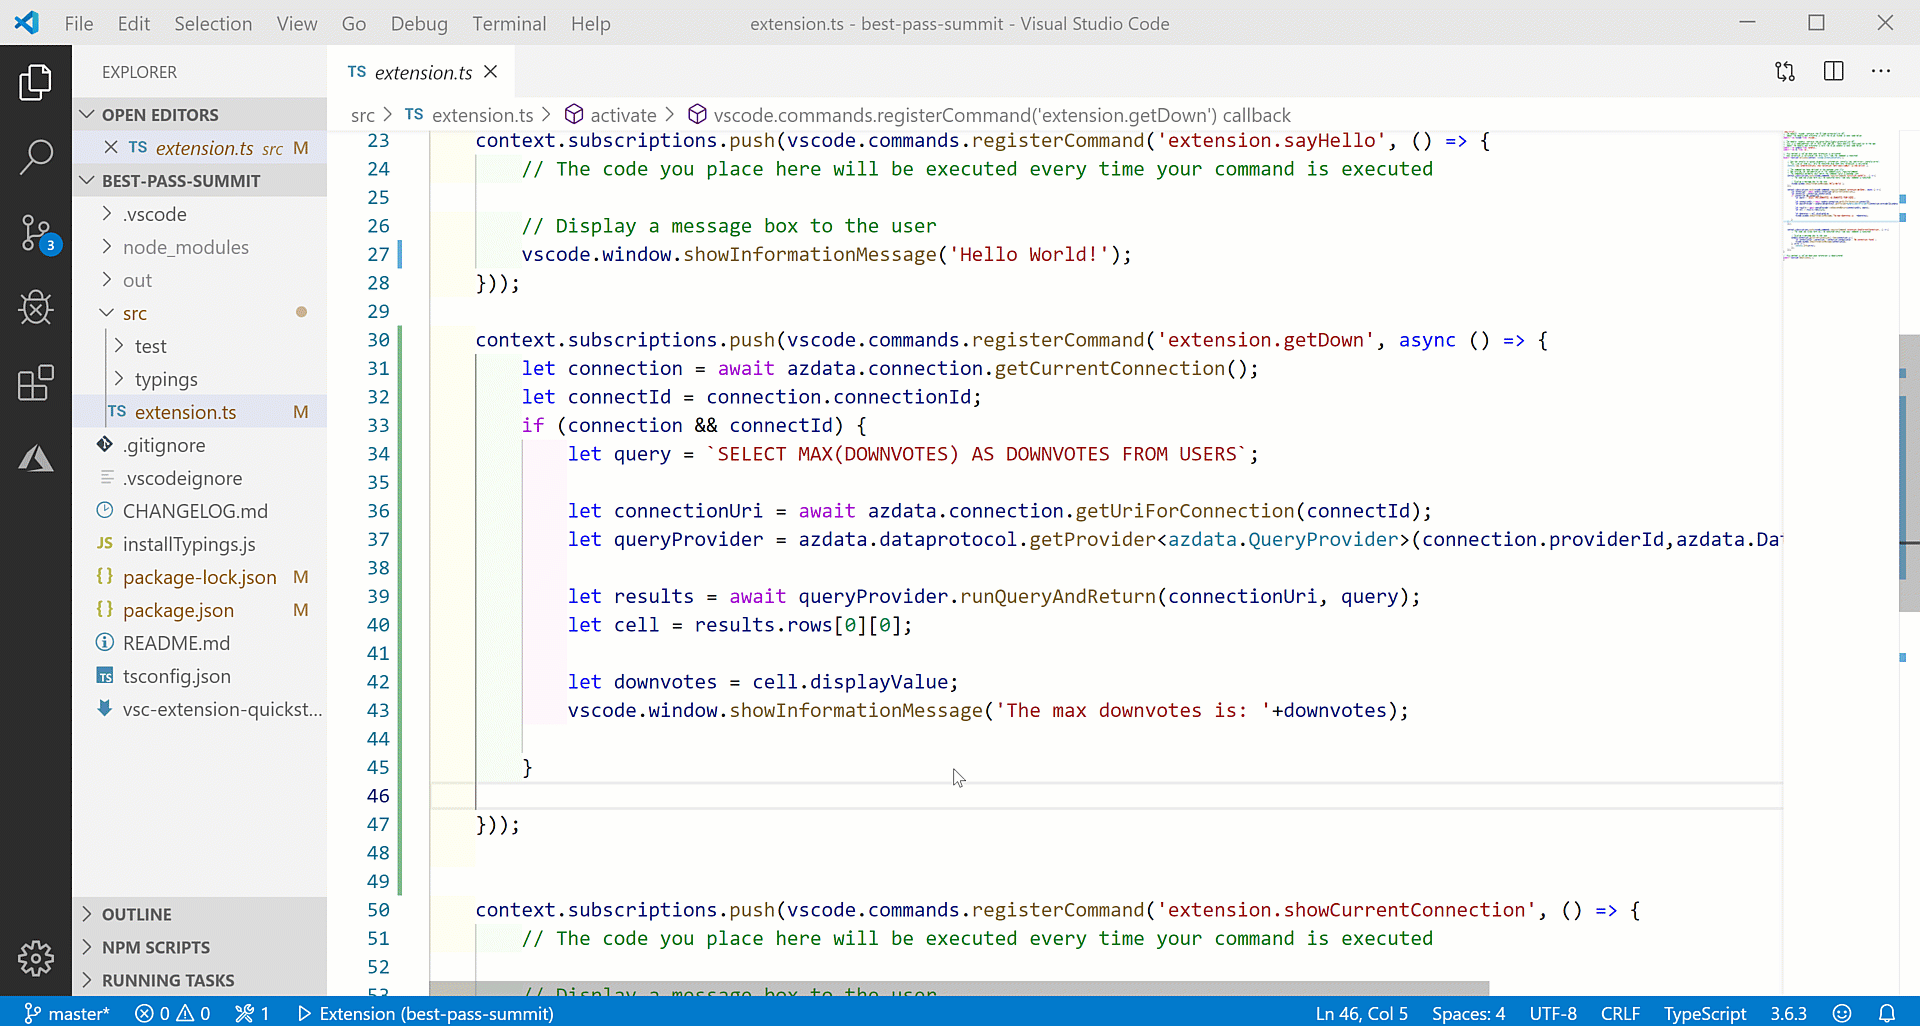 File Edit Selection View Go Debug Terminal Help
extension.ts - best-pass-summit - Visual Studio Code
EXPLORER
OPEN EDITORS
TS extension.ts src M
BEST-PASS-SUMMIT
.vscode
node_modules
out
src
test
typings
TS extension.ts M
.gitignore
.vscodeignore
CHANGELOG.md
JS installTypings.js
{} package-lock.json M
{} package.json M
README.md
TS tsconfig.json
vsc-extension-quickst...
OUTLINE
NPM SCRIPTS
RUNNING TASKS
3
TS extension.ts
src > TS extension.ts > activate > vscode.commands.registerCommand('extension.getDown') callback
23 context.subscriptions.push(vscode.commands.registerCommand('extension.sayHello', () => {
24 // The code you place here will be executed every time your command is executed
25
26 // Display a message box to the user
27 vscode.window.showInformationMessage('Hello World!');
28 }));
29
30 context.subscriptions.push(vscode.commands.registerCommand('extension.getDown', async () => {
31 let connection = await azdata.connection.getCurrentConnection();
32 let connectId = connection.connectionId;
33 if (connection && connectId) {
34 let query = `SELECT MAX(DOWNVOTES) AS DOWNVOTES FROM USERS`;
35
36 let connectionUri = await azdata.connection.getUriForConnection(connectId);
37 let queryProvider = azdata.dataprotocol.getProvider<azdata.QueryProvider>(connection.providerId,azdata.Da
38
39 let results = await queryProvider.runQueryAndReturn(connectionUri, query);
40 let cell = results.rows[0][0];
41
42 let downvotes = cell.displayValue;
43 vscode.window.showInformationMessage('The max downvotes is: '+downvotes);
44
45 }
46
47 }));
48
49
50 context.subscriptions.push(vscode.commands.registerCommand('extension.showCurrentConnection', () => {
51 // The code you place here will be executed every time your command is executed
52
53 // Display a message box to the user
master* 0 0 1 Extension (best-pass-summit) Ln 46, Col 5 Spaces: 4 UTF-8 CRLF TypeScript 3.6.3